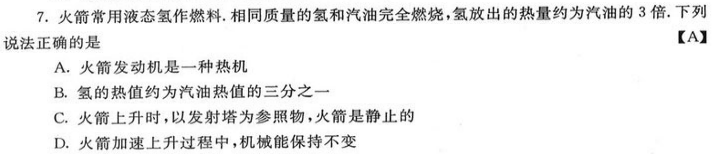 7. 火箭常用液态氢作燃料.相同质量的氢和汽油完全燃烧,氢放出的热量约为汽油的 3 倍.下列
说法正确的是 【A】
A. 火箭发动机是一种热机
B. 氢的热值约为汽油热值的三分之一
C. 火箭上升时,以发射塔为参照物,火箭是静止的
D. 火箭加速上升过程中,机械能保持不变